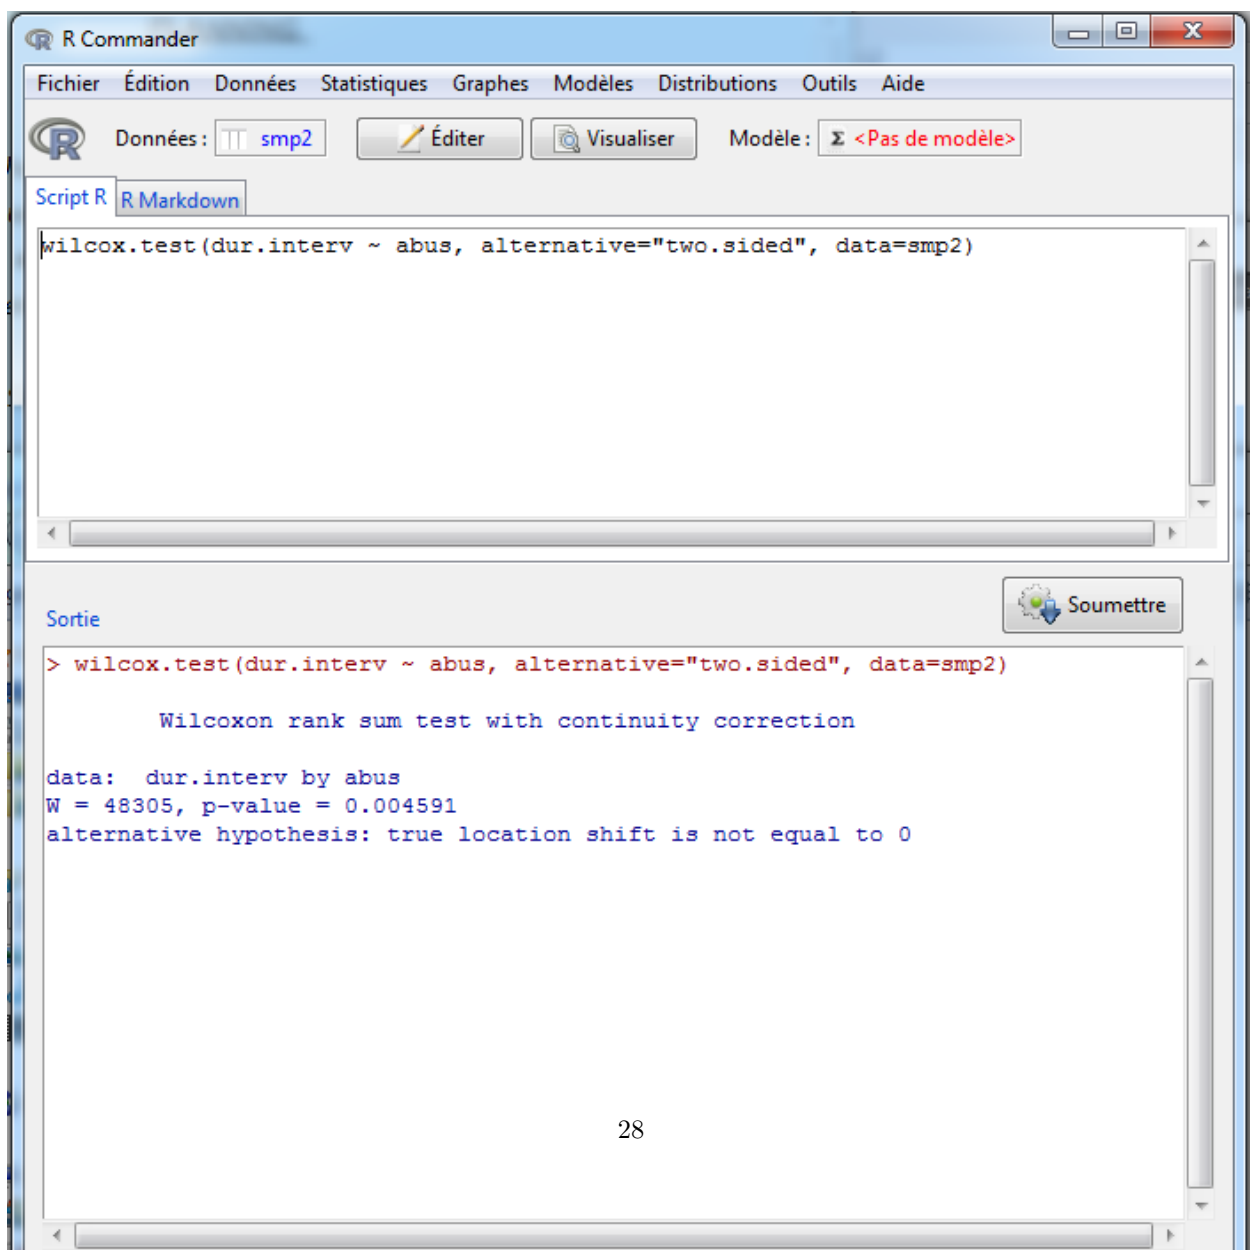 R Commander
Fichier Édition Données Statistiques Graphes Modèles Distributions Outils Aide
R Données : smp2 Éditer Visualiser Modèle : Σ <Pas de modèle>
Script R R Markdown
wilcox.test(dur.interv ~ abus, alternative="two.sided", data=smp2)
Soumettre
Sortie
> wilcox.test(dur.interv ~ abus, alternative="two.sided", data=smp2)
Wilcoxon rank sum test with continuity correction
data: dur.interv by abus
W = 48305, p-value = 0.004591
alternative hypothesis: true location shift is not equal to 0
28